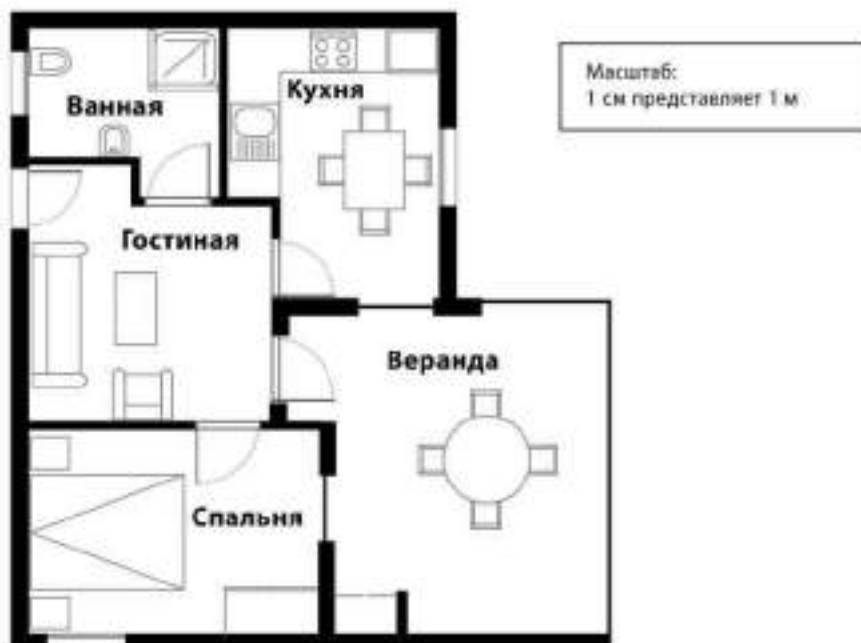 Ванная
Кухня
Масштаб:
1 см представляет 1 м
Гостиная
Веранда
Спальня